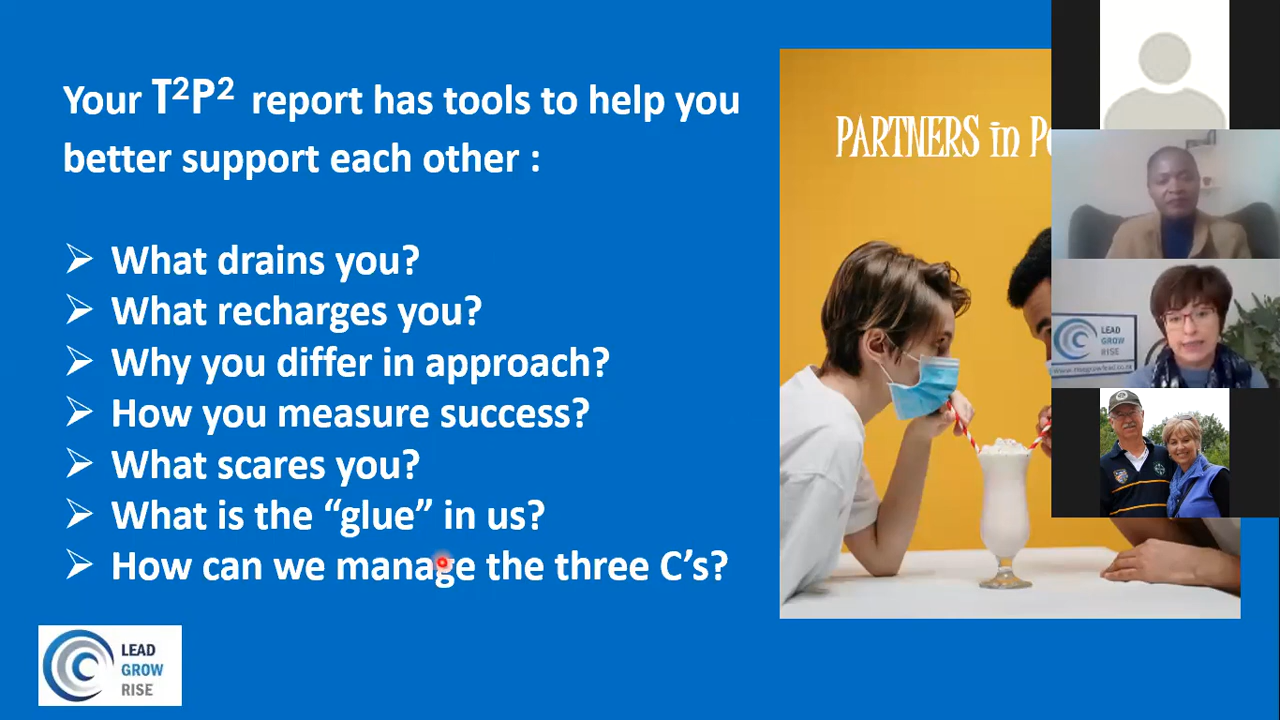 Your T²P² report has tools to help you
better support each other :
What drains you?
What recharges you?
Why you differ in approach?
How you measure success?
What scares you?
What is the “glue” in us?
How can we manage the three C’s?
PARTNERS in
LEAD
GROW
RISE
LEAD
GROW
RISE